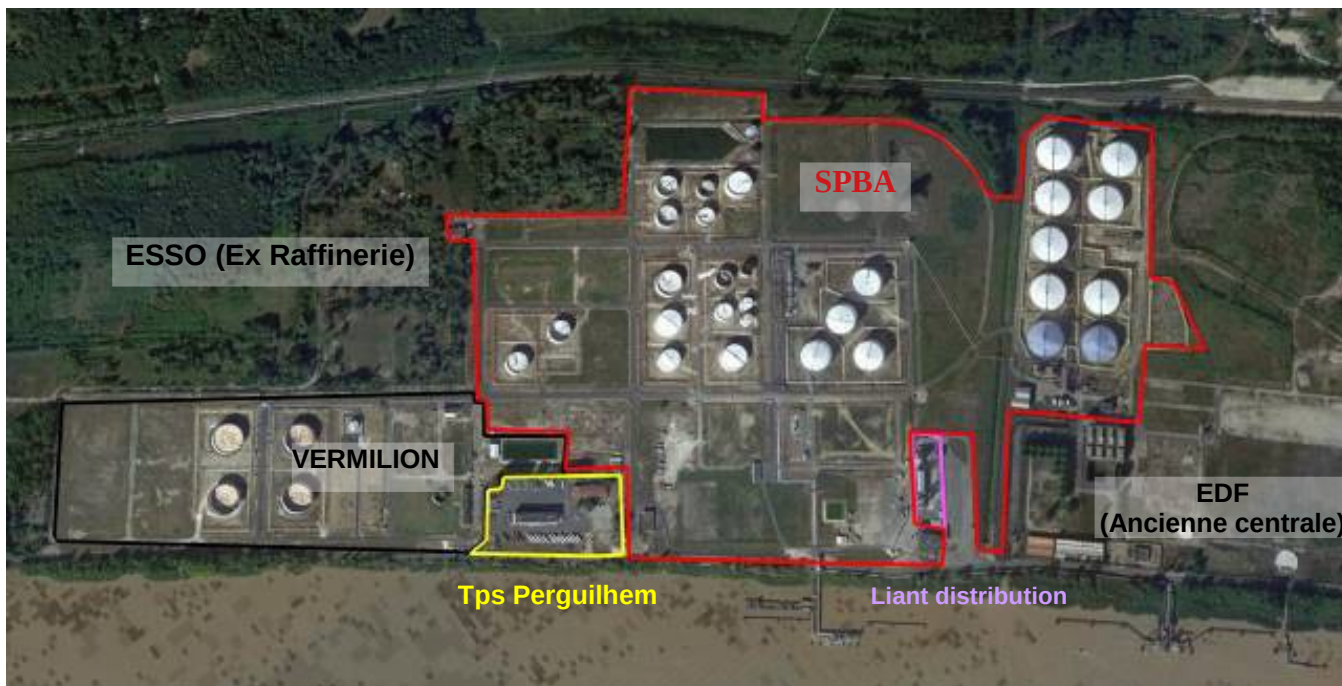 SPBA
ESSO (Ex Raffinerie)
VERMILION
EDF
(Ancienne centrale)
Tps Perguilhem
Liant distribution